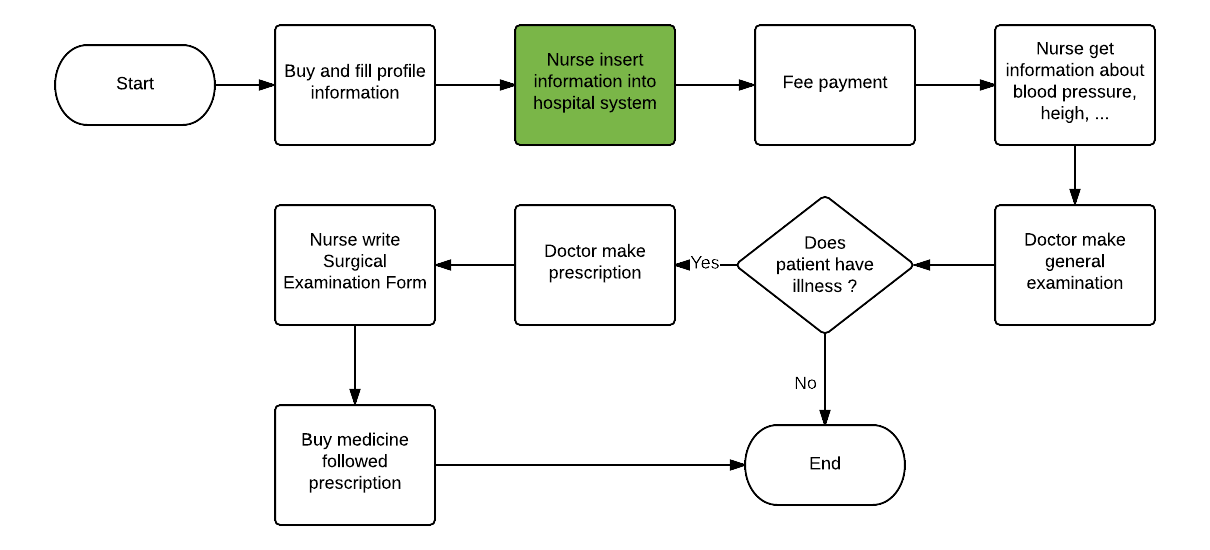 Start
Buy and fill profile
information
Nurse insert
information into
hospital system
Fee payment
Nurse get
information about
blood pressure,
heigh, ...
Nurse write
Surgical
Examination Form
Doctor make
prescription
Yes
Does
patient have
illness ?
Doctor make
general
examination
No
Buy medicine
followed
prescription
End